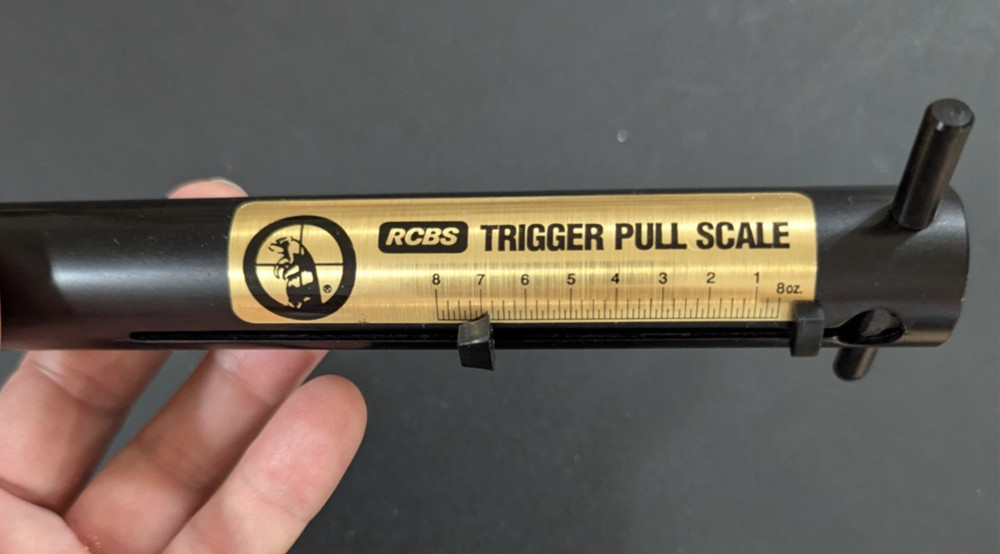 RCBS TRIGGER PULL SCALE
8 7 6 5 4 3 2 1 8oz.
®